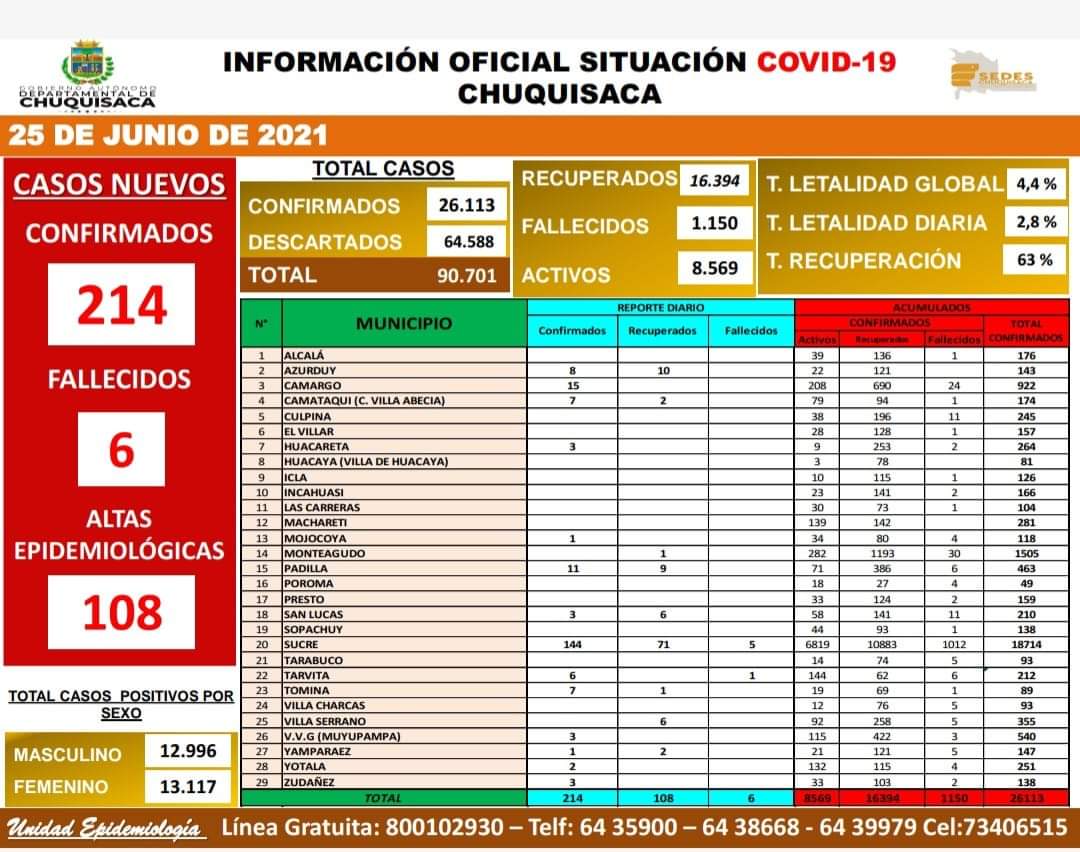 GOBIERNO AUTÓNOMO
DEPARTAMENTAL DE
CHUQUISACA
INFORMACIÓN OFICIAL SITUACIÓN COVID-19
CHUQUISACA
SEDES
CHUQUISACA
25 DE JUNIO DE 2021
CASOS NUEVOS
CONFIRMADOS
214
FALLECIDOS
6
ALTAS
EPIDEMIOLÓGICAS
108
TOTAL CASOS POSITIVOS POR
SEXO
MASCULINO 12.996
FEMENINO 13.117
TOTAL CASOS
CONFIRMADOS 26.113
DESCARTADOS 64.588
TOTAL 90.701
RECUPERADOS 16.394
FALLECIDOS 1.150
ACTIVOS 8.569
T. LETALIDAD GLOBAL 4,4 %
T. LETALIDAD DIARIA 2,8 %
T. RECUPERACIÓN 63 %
N° MUNICIPIO REPORTE DIARIO ACUMULADOS
Confirmados Recuperados Fallecidos CONFIRMADOS TOTAL CONFIRMADOS
Activos Recuperados Fallecidos
1 ALCALÁ 39 136 1 176
2 AZURDUY 8 10 22 121 143
3 CAMARGO 15 208 690 24 922
4 CAMATAQUI (C. VILLA ABECIA) 7 2 79 94 1 174
5 CULPINA 38 196 11 245
6 EL VILLAR 28 128 1 157
7 HUACARETA 3 9 253 2 264
8 HUACAYA (VILLA DE HUACAYA) 3 78 81
9 ICLA 10 115 1 126
10 INCAHUASI 23 141 2 166
11 LAS CARRERAS 30 73 1 104
12 MACHARETI 139 142 281
13 MOJOCOYA 1 34 80 4 118
14 MONTEAGUDO 1 282 1193 30 1505
15 PADILLA 11 9 71 386 6 463
16 POROMA 18 27 4 49
17 PRESTO 33 124 2 159
18 SAN LUCAS 3 6 58 141 11 210
19 SOPACHUY 44 93 1 138
20 SUCRE 144 71 5 6819 10883 1012 18714
21 TARABUCO 14 74 5 93
22 TARVITA 6 1 144 62 6 212
23 TOMINA 7 1 19 69 1 89
24 VILLA CHARCAS 12 76 5 93
25 VILLA SERRANO 6 92 258 5 355
26 V.V.G (MUYUPAMPA) 3 115 422 3 540
27 YAMPARAEZ 1 2 21 121 5 147
28 YOTALA 2 132 115 4 251
29 ZUDAÑEZ 3 33 103 2 138
TOTAL 214 108 6 8569 16394 1150 26113
Unidad Epidemiología Línea Gratuita: 800102930 – Telf: 64 35900 – 64 38668 - 64 39979 Cel:73406515